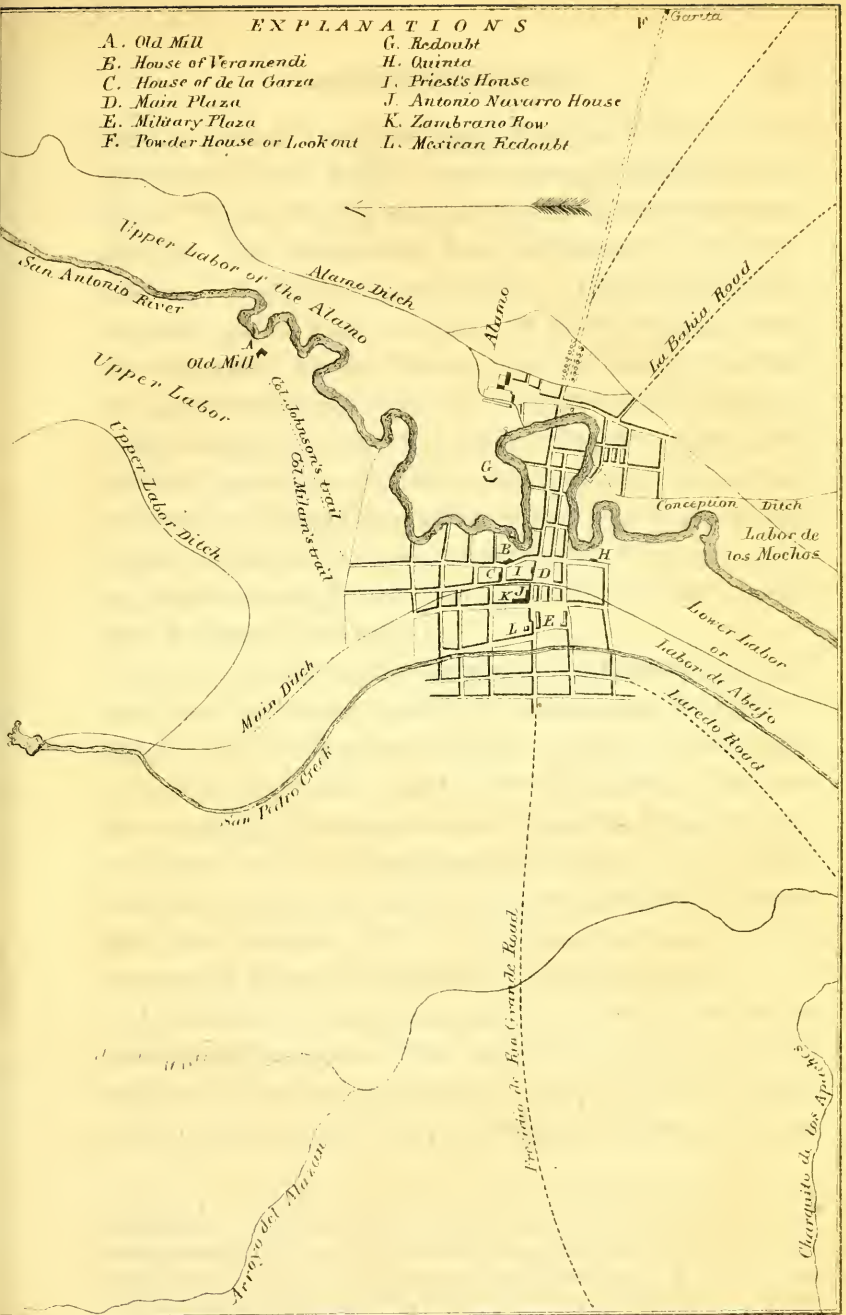 EXPLANATIONS
A. Old Mill
B. House of Veramendi
C. House of de la Garza
D. Main Plaza
E. Military Plaza
F. Powder House or Look out
G. Redoubt
H. Quinta
I. Priest's House
J. Antonio Navarro House
K. Zambrano Row
L. Mexican Redoubt
F
Garita
Upper Labor of the Alamo
San Antonio River
Alamo Ditch
Alamo
La Bahia Road
A
Old Mill
Upper Labor
Upper Labor Ditch
Col. Johnson's trail
Col. Milam's trail
G
Conception Ditch
Labor de
los Mochos
B
H
C
I
D
K
J
L
E
Lower Labor
or
Labor de Abajo
Laredo Road
Main Ditch
San Pedro Creek
Presidio de Rio Grande Road
Arroyo del Alazan
Charquito de los Apaches